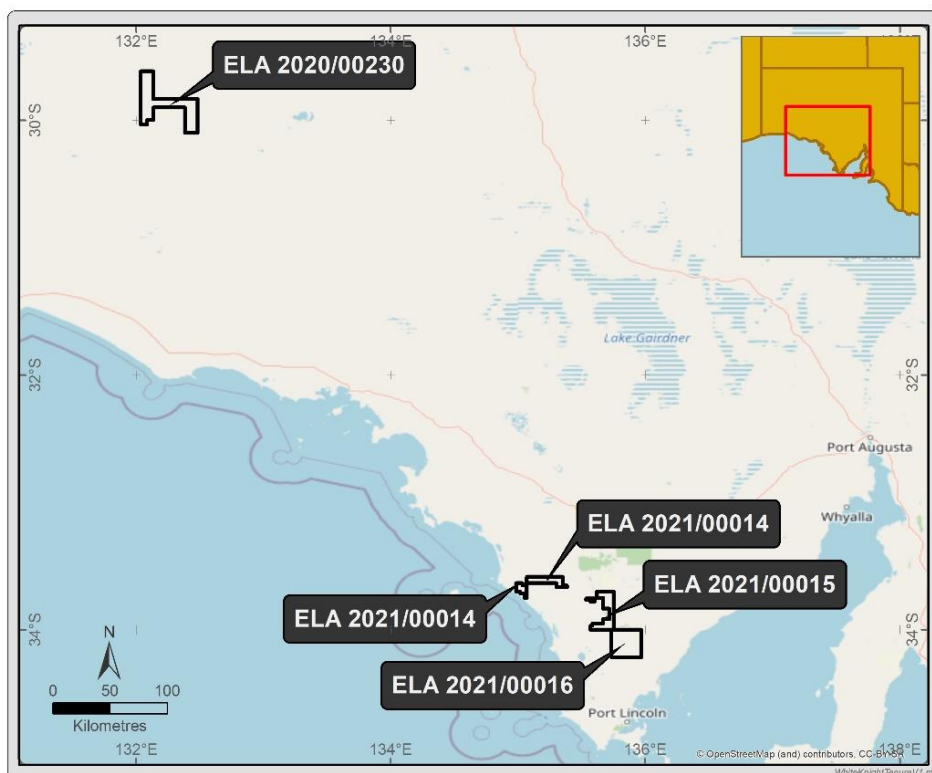 132°E
134°E
136°E
ELA 2020/00230
30°S
Lake Gairdner
32°S
32°S
Port Augusta
Whyalla
ELA 2021/00014
ELA 2021/00015
ELA 2021/00014
34°S
34°S
ELA 2021/00016
N
0 50 100
Kilometres
Port Lincoln
132°E
134°E
136°E
138°E
© OpenStreetMap (and) contributors, CC-BY-SA